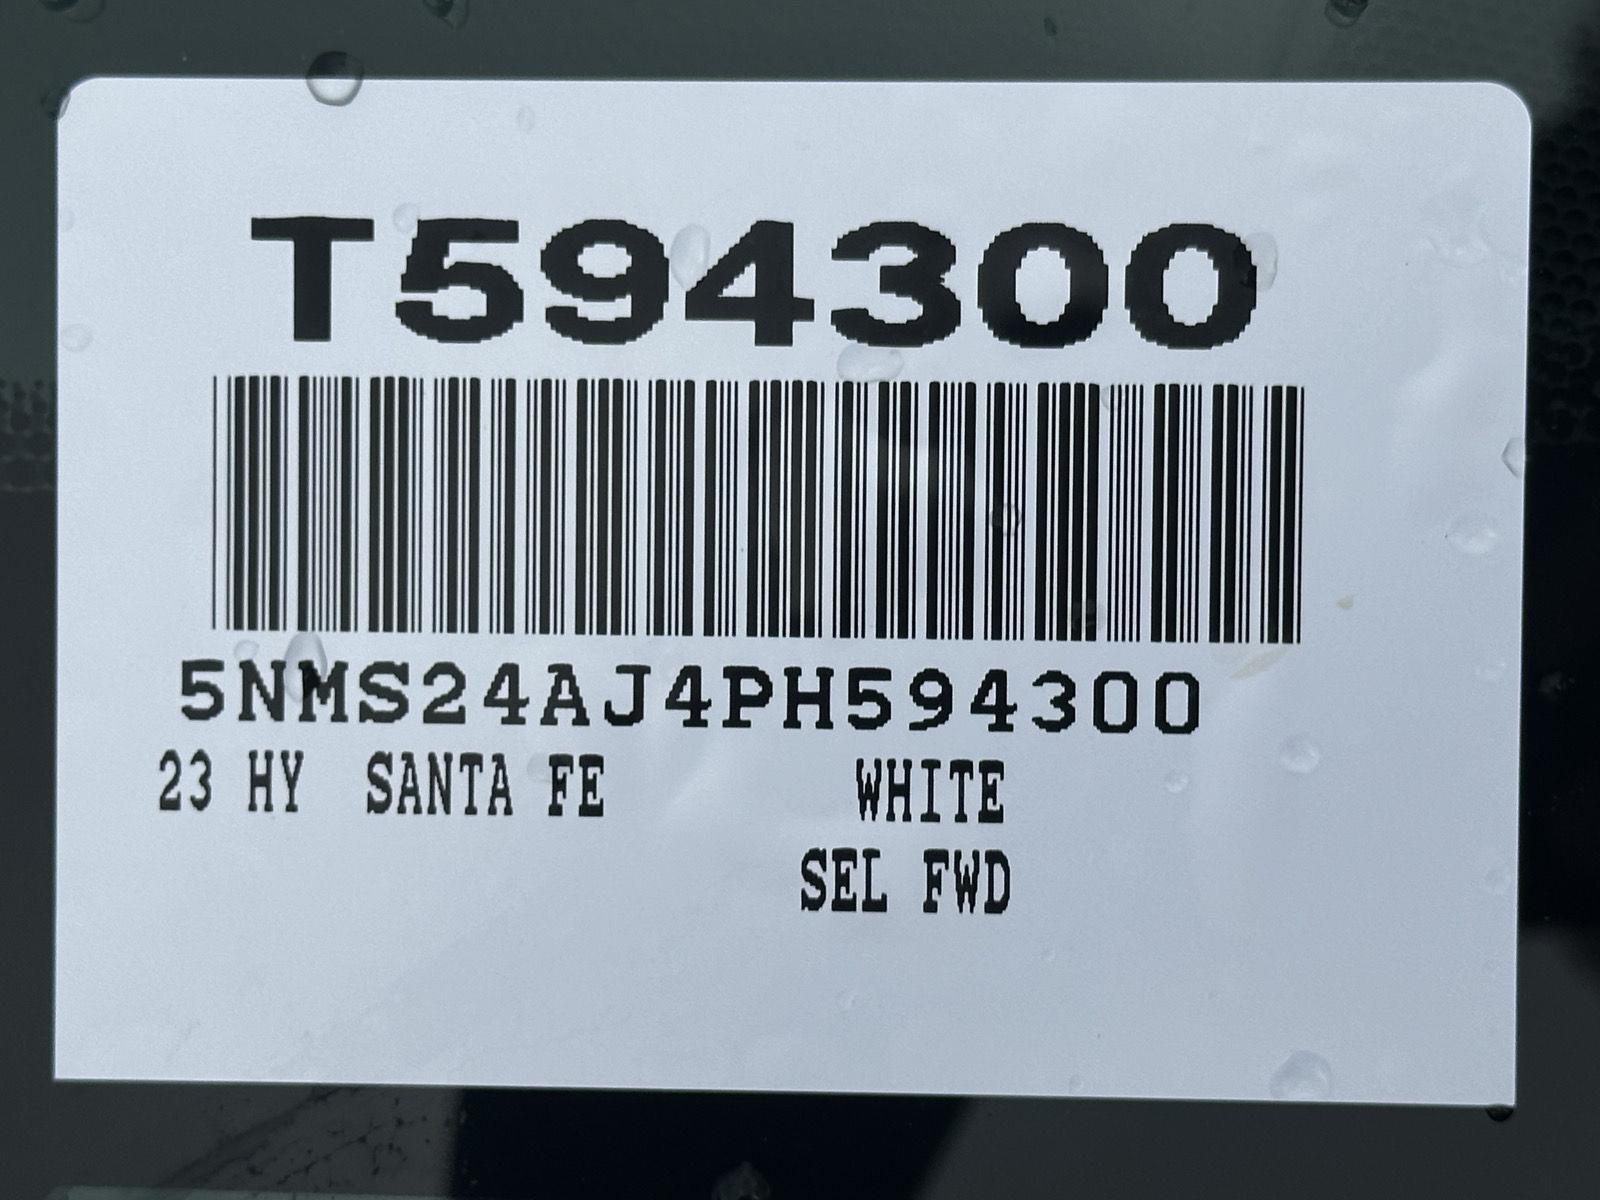 T594300
5NMS24AJ4PH594300
23 HY SANTA FE WHITE
SEL FWD